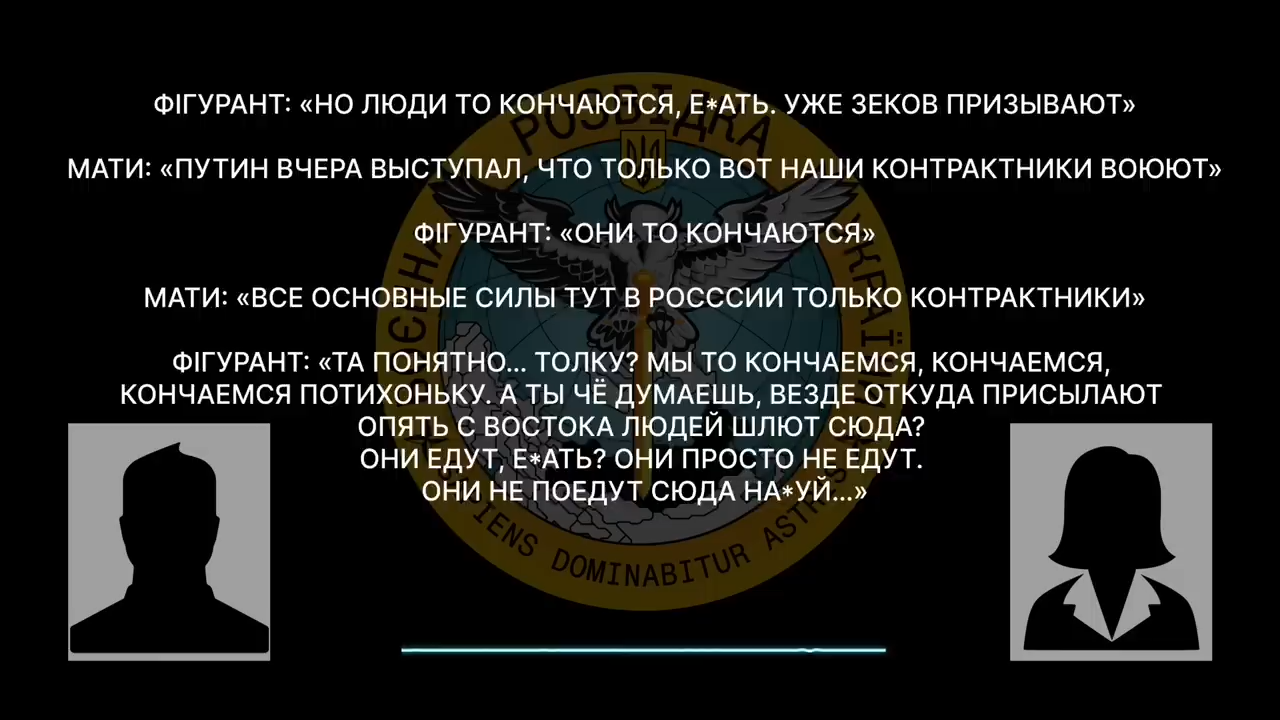 ФІГУРАНТ: «НО ЛЮДИ ТО КОНЧАЮТСЯ, Е*АТЬ. УЖЕ ЗЕКОВ ПРИЗЫВАЮТ»
МАТИ: «ПУТИН ВЧЕРА ВЫСТУПАЛ, ЧТО ТОЛЬКО ВОТ НАШИ КОНТРАКТНИКИ ВОЮЮТ»
ФІГУРАНТ: «ОНИ ТО КОНЧАЮТСЯ»
МАТИ: «ВСЕ ОСНОВНЫЕ СИЛЫ ТУТ В РОСССИИ ТОЛЬКО КОНТРАКТНИКИ»
ФІГУРАНТ: «ТА ПОНЯТНО... ТОЛКУ? МЫ ТО КОНЧАЕМСЯ, КОНЧАЕМСЯ,
КОНЧАЕМСЯ ПОТИХОНЬКУ. А ТЫ ЧЁ ДУМАЕШЬ, ВЕЗДЕ ОТКУДА ПРИСЫЛАЮТ
ОПЯТЬ С ВОСТОКА ЛЮДЕЙ ШЛЮТ СЮДА?
ОНИ ЕДУТ, Е*АТЬ? ОНИ ПРОСТО НЕ ЕДУТ.
ОНИ НЕ ПОЕДУТ СЮДА НА*УЙ...»
РОЗВІДКА
DOMINABITUR